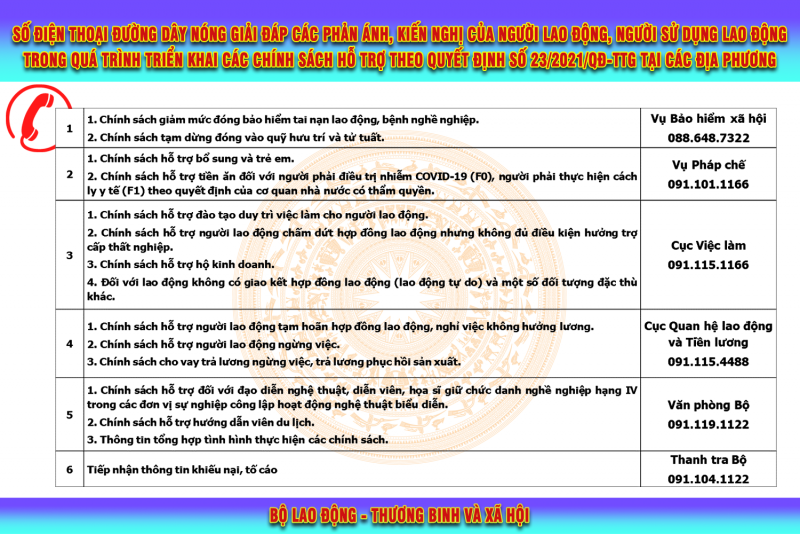 SỐ ĐIỆN THOẠI ĐƯỜNG DÂY NÓNG GIẢI ĐÁP CÁC PHẢN ÁNH, KIẾN NGHỊ CỦA NGƯỜI LAO ĐỘNG, NGƯỜI SỬ DỤNG LAO ĐỘNG
TRONG QUÁ TRÌNH TRIỂN KHAI CÁC CHÍNH SÁCH HỖ TRỢ THEO QUYẾT ĐỊNH SỐ 23/2021/QĐ-TTG TẠI CÁC ĐỊA PHƯƠNG
1
1. Chính sách giảm mức đóng bảo hiểm tai nạn lao động, bệnh nghề nghiệp.
2. Chính sách tạm dừng đóng vào quỹ hưu trí và tử tuất.
Vụ Bảo hiểm xã hội
088.648.7322
2
1. Chính sách hỗ trợ bổ sung và trẻ em.
2. Chính sách hỗ trợ tiền ăn đối với người phải điều trị nhiễm COVID-19 (F0), người phải thực hiện cách
ly y tế (F1) theo quyết định của cơ quan nhà nước có thẩm quyền.
Vụ Pháp chế
091.101.1166
3
1. Chính sách hỗ trợ đào tạo duy trì việc làm cho người lao động.
2. Chính sách hỗ trợ người lao động chấm dứt hợp đồng lao động nhưng không đủ điều kiện hưởng trợ
cấp thất nghiệp.
3. Chính sách hỗ trợ hộ kinh doanh.
4. Đối với lao động không có giao kết hợp đồng lao động (lao động tự do) và một số đối tượng đặc thù
khác.
Cục Việc làm
091.115.1166
4
1. Chính sách hỗ trợ người lao động tạm hoãn hợp đồng lao động, nghỉ việc không hưởng lương.
2. Chính sách hỗ trợ người lao động ngừng việc.
3. Chính sách cho vay trả lương ngừng việc, trả lương phục hồi sản xuất.
Cục Quan hệ lao động
và Tiền lương
091.115.4488
5
1. Chính sách hỗ trợ đối với đạo diễn nghệ thuật, diễn viên, họa sĩ giữ chức danh nghề nghiệp hạng IV
trong các đơn vị sự nghiệp công lập hoạt động nghệ thuật biểu diễn.
2. Chính sách hỗ trợ hướng dẫn viên du lịch.
3. Thông tin tổng hợp tình hình thực hiện các chính sách.
Văn phòng Bộ
091.119.1122
6
Tiếp nhận thông tin khiếu nại, tố cáo
Thanh tra Bộ
091.104.1122
BỘ LAO ĐỘNG - THƯƠNG BINH VÀ XÃ HỘI